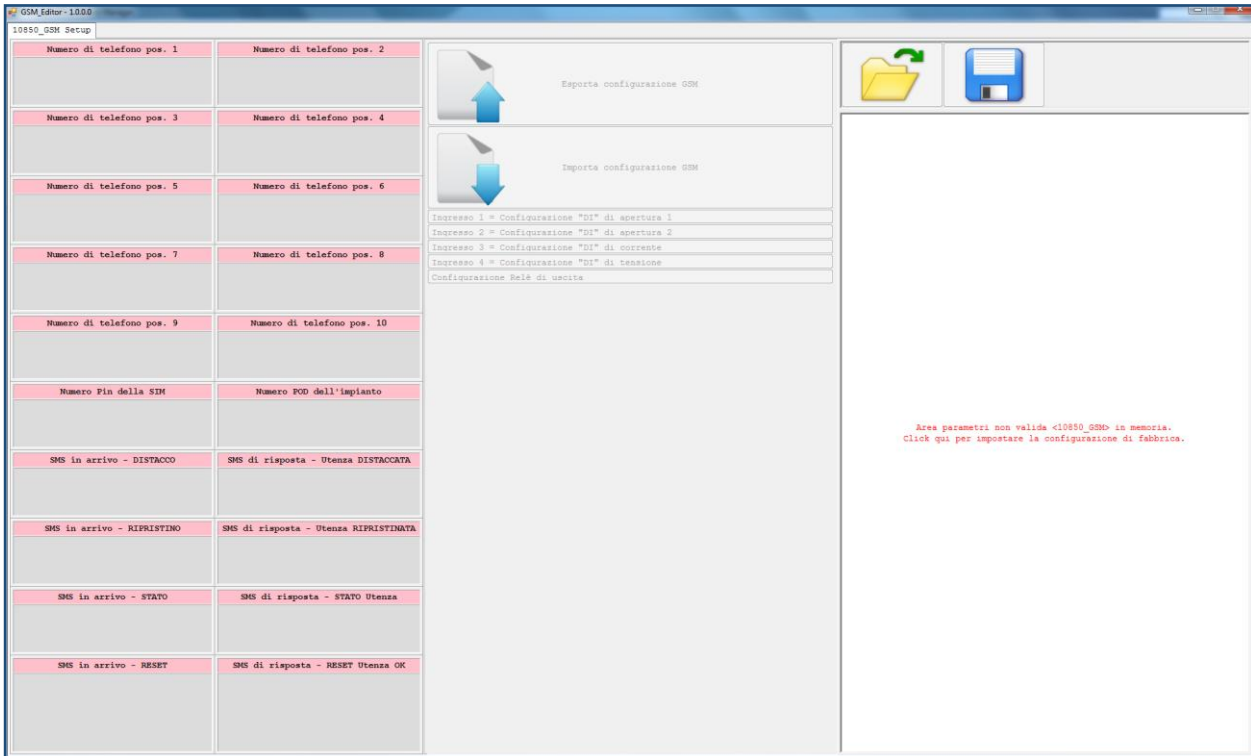 GSM_Editor - 1.0.0.0
10850_GSM Setup
Numero di telefono pos. 1
Numero di telefono pos. 2
Numero di telefono pos. 3
Numero di telefono pos. 4
Numero di telefono pos. 5
Numero di telefono pos. 6
Numero di telefono pos. 7
Numero di telefono pos. 8
Numero di telefono pos. 9
Numero di telefono pos. 10
Numero Pin della SIM
Numero POD dell'impianto
SMS in arrivo - DISTACCO
SMS di risposta - Utenza DISTACCATA
SMS in arrivo - RIPRISTINO
SMS di risposta - Utenza RIPRISTINATA
SMS in arrivo - STATO
SMS di risposta - STATO Utenza
SMS in arrivo - RESET
SMS di risposta - RESET Utenza OK
Esporta configurazione GSM
Importa configurazione GSM
Ingresso 1 = Configurazione "DI" di apertura 1
Ingresso 2 = Configurazione "DI" di apertura 2
Ingresso 3 = Configurazione "DI" di corrente
Ingresso 4 = Configurazione "DI" di tensione
Configurazione Relè di uscita
Area parametri non valida <10850_GSM> in memoria.
Click qui per impostare la configurazione di fabbrica.